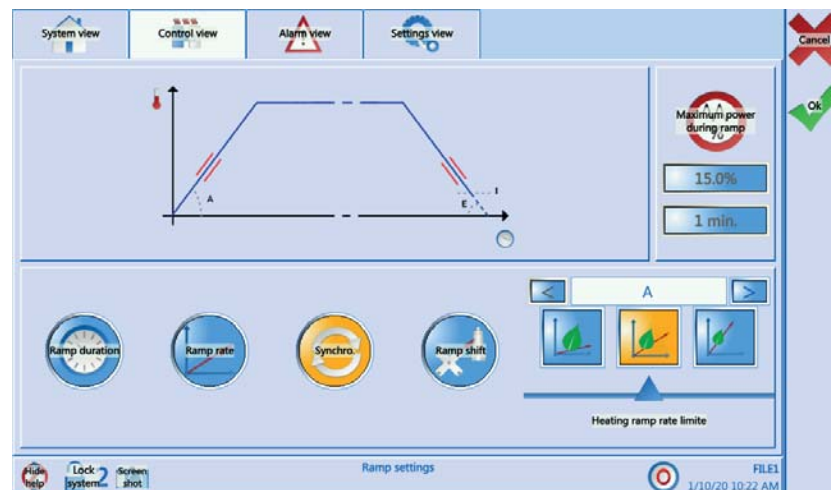 System view
Control view
Alarm view
Settings view
Cancel
Ok
A
E
I
Maximum power
during ramp
%
15.0%
1 min.
Ramp duration
Ramp rate
Synchro.
Ramp shift
<
A
>
Heating ramp rate limite
Hide
help
Lock
system
2
Screen
shot
Ramp settings
FILE1
1/10/20 10:22 AM